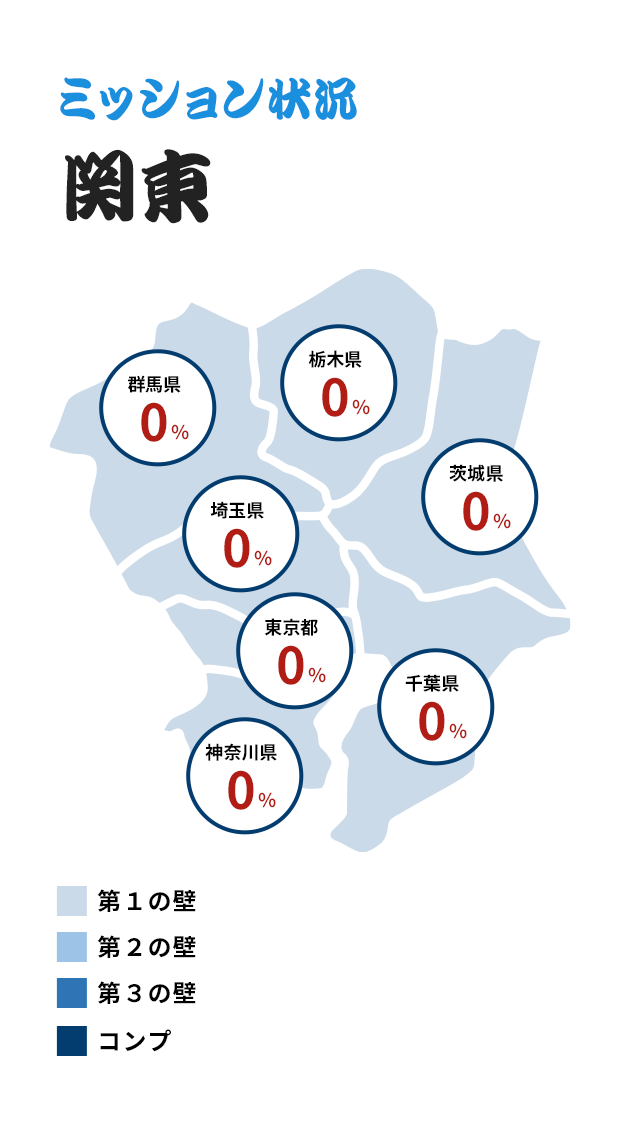 ミッション状況
関東
栃木県
0%
群馬県
0%
茨城県
0%
埼玉県
0%
東京都
0%
千葉県
0%
神奈川県
0%
第１の壁
第２の壁
第３の壁
コンプ